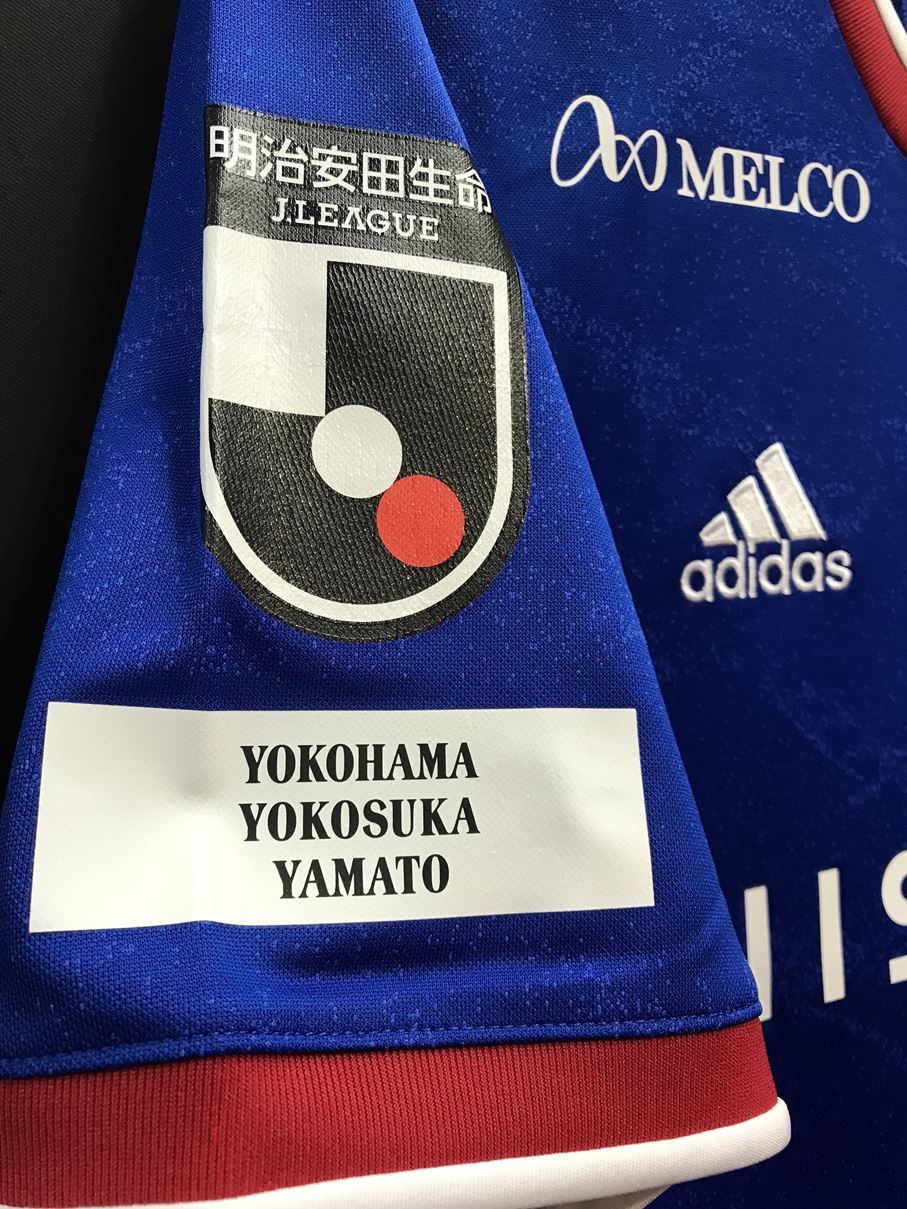 明治安田生命
J.LEAGUE
MELCO
adidas
YOKOHAMA
YOKOSUKA
YAMATO